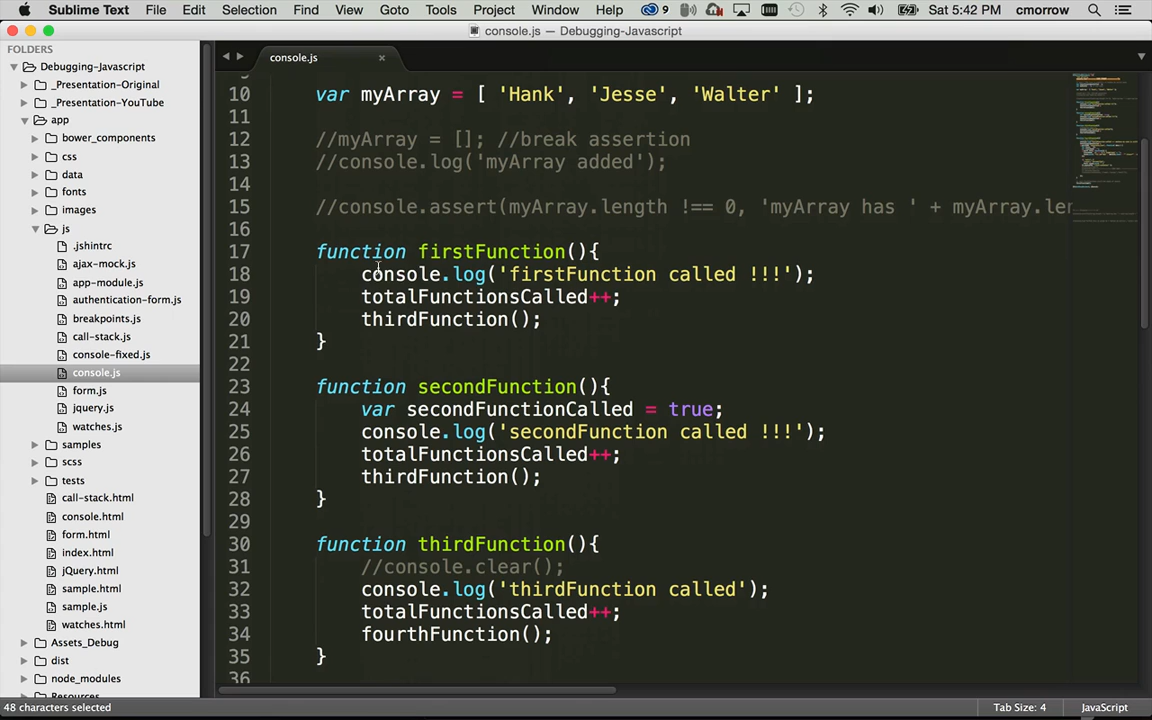 Sublime Text File Edit Selection Find View Goto Tools Project Window Help 9 Sat 5:42 PM cmorrow
console.js — Debugging-Javascript
FOLDERS
Debugging-Javascript
_Presentation-Original
_Presentation-YouTube
app
bower_components
css
data
fonts
images
js
.jshintrc
ajax-mock.js
app-module.js
authentication-form.js
breakpoints.js
call-stack.js
console-fixed.js
console.js
form.js
jquery.js
watches.js
samples
scss
tests
call-stack.html
console.html
form.html
index.html
jQuery.html
sample.html
sample.js
watches.html
Assets_Debug
dist
node_modules
Resources
console.js
9
10 var myArray = [ 'Hank', 'Jesse', 'Walter' ];
11
12 //myArray = []; //break assertion
13 //console.log('myArray added');
14
15 //console.assert(myArray.length !== 0, 'myArray has ' + myArray.len
16
17 function firstFunction(){
18 console.log('firstFunction called !!!');
19 totalFunctionsCalled++;
20 thirdFunction();
21 }
22
23 function secondFunction(){
24 var secondFunctionCalled = true;
25 console.log('secondFunction called !!!');
26 totalFunctionsCalled++;
27 thirdFunction();
28 }
29
30 function thirdFunction(){
31 //console.clear();
32 console.log('thirdFunction called');
33 totalFunctionsCalled++;
34 fourthFunction();
35 }
36
48 characters selected Tab Size: 4 JavaScript